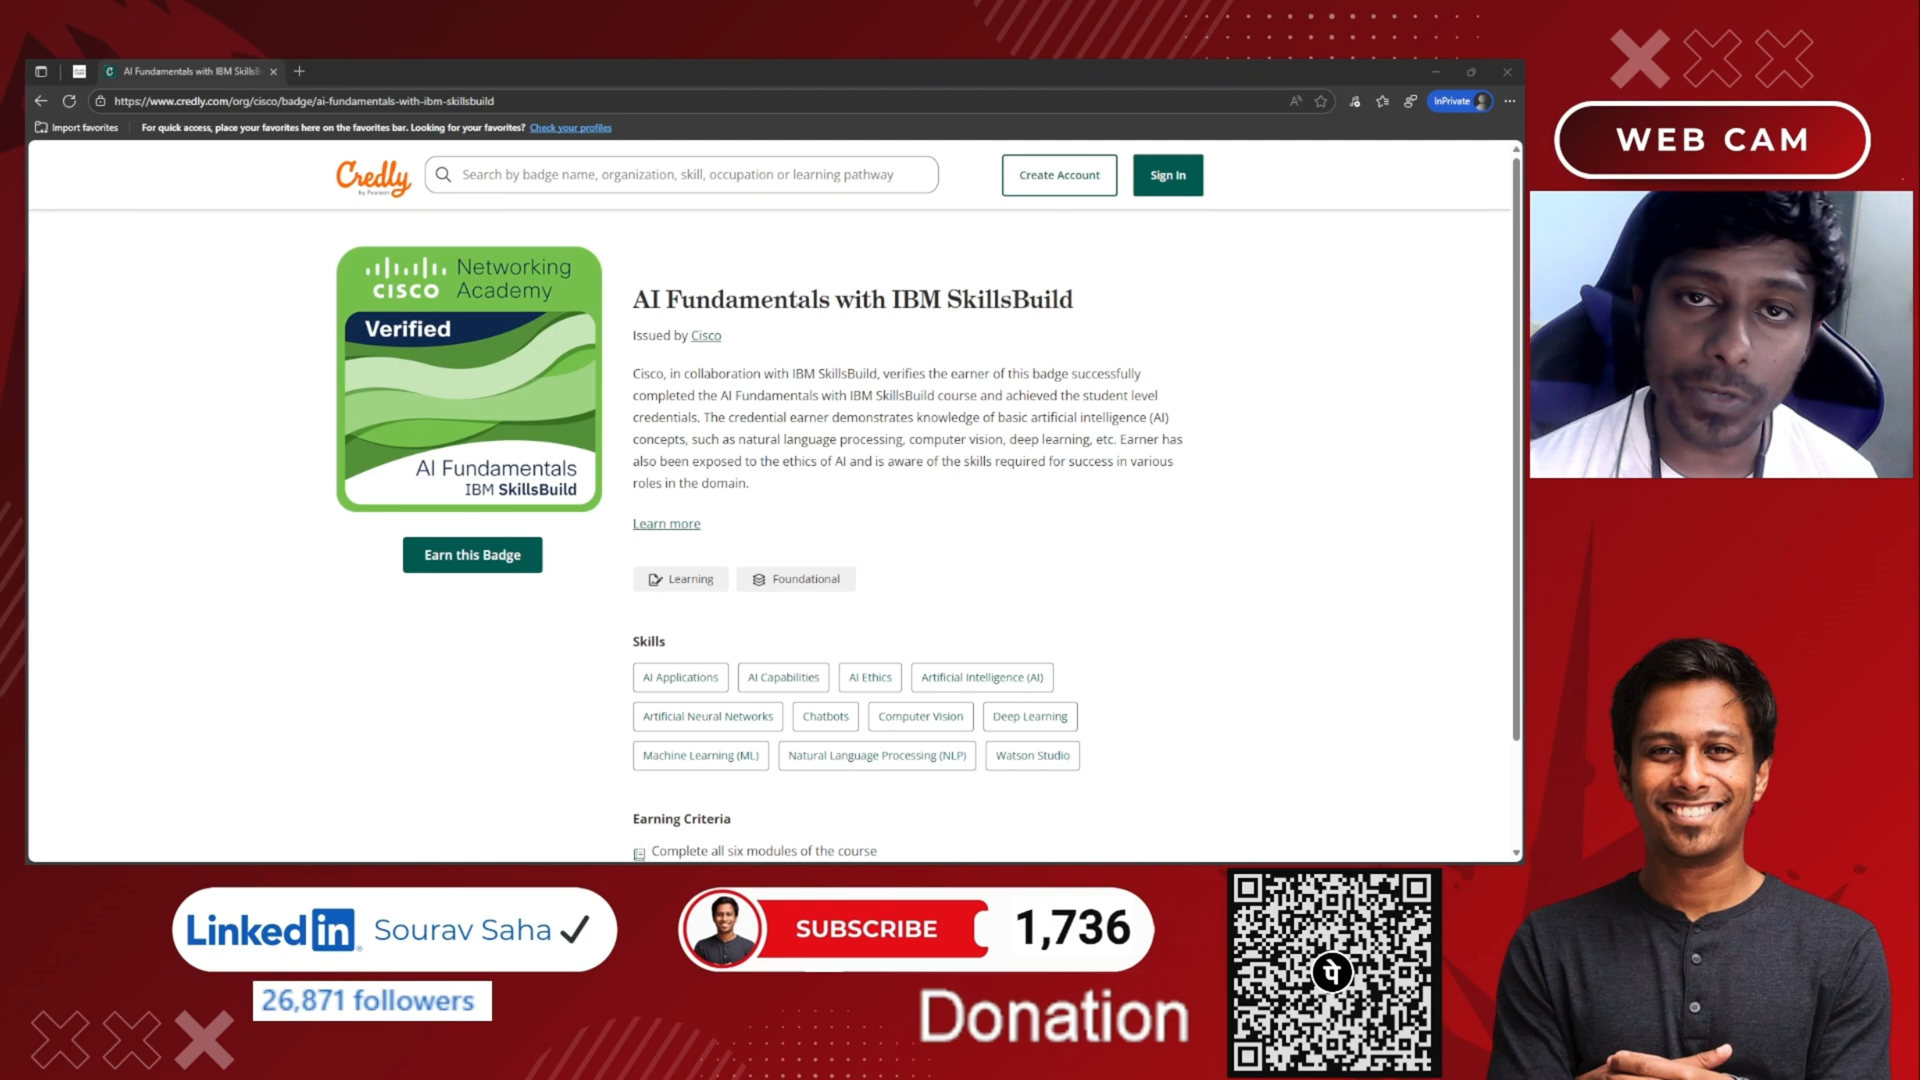 AI Fundamentals with IBM SkillsB
https://www.credly.com/org/cisco/badge/ai-fundamentals-with-ibm-skillsbuild
InPrivate
Import favorites
For quick access, place your favorites here on the favorites bar. Looking for your favorites? Check your profiles
WEB CAM
Credly
by Pearson
Search by badge name, organization, skill, occupation or learning pathway
Create Account
Sign In
CISCO
Networking
Academy
Verified
AI Fundamentals
IBM SkillsBuild
Earn this Badge
AI Fundamentals with IBM SkillsBuild
Issued by Cisco
Cisco, in collaboration with IBM SkillsBuild, verifies the earner of this badge successfully
completed the AI Fundamentals with IBM SkillsBuild course and achieved the student level
credentials. The credential earner demonstrates knowledge of basic artificial intelligence (AI)
concepts, such as natural language processing, computer vision, deep learning, etc. Earner has
also been exposed to the ethics of AI and is aware of the skills required for success in various
roles in the domain.
Learn more
Learning
Foundational
Skills
AI Applications
AI Capabilities
AI Ethics
Artificial Intelligence (AI)
Artificial Neural Networks
Chatbots
Computer Vision
Deep Learning
Machine Learning (ML)
Natural Language Processing (NLP)
Watson Studio
Earning Criteria
Complete all six modules of the course
Linkedin
Sourav Saha
26,871 followers
SUBSCRIBE
1,736
Donation
पे